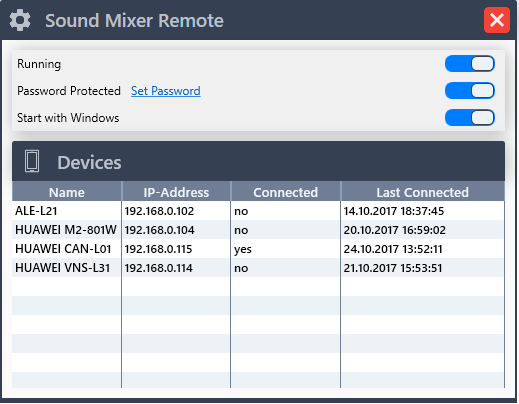 Sound Mixer Remote
Running
Password Protected Set Password
Start with Windows
Devices
Name IP-Address Connected Last Connected
ALE-L21 192.168.0.102 no 14.10.2017 18:37:45
HUAWEI M2-801W 192.168.0.104 no 20.10.2017 16:59:02
HUAWEI CAN-L01 192.168.0.115 yes 24.10.2017 13:52:11
HUAWEI VNS-L31 192.168.0.114 no 21.10.2017 15:53:51